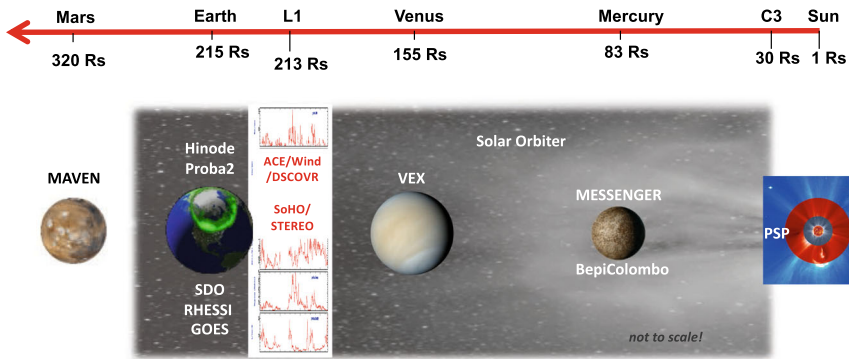 Mars Earth L1 Venus Mercury C3 Sun
320 Rs 215 Rs 213 Rs 155 Rs 83 Rs 30 Rs 1 Rs
Hinode
Proba2
ACE/Wind
/DSCOVR
Solar Orbiter
MAVEN
VEX
MESSENGER
SoHO/
STEREO
PSP
BepiColombo
SDO
RHESSI
GOES
not to scale!